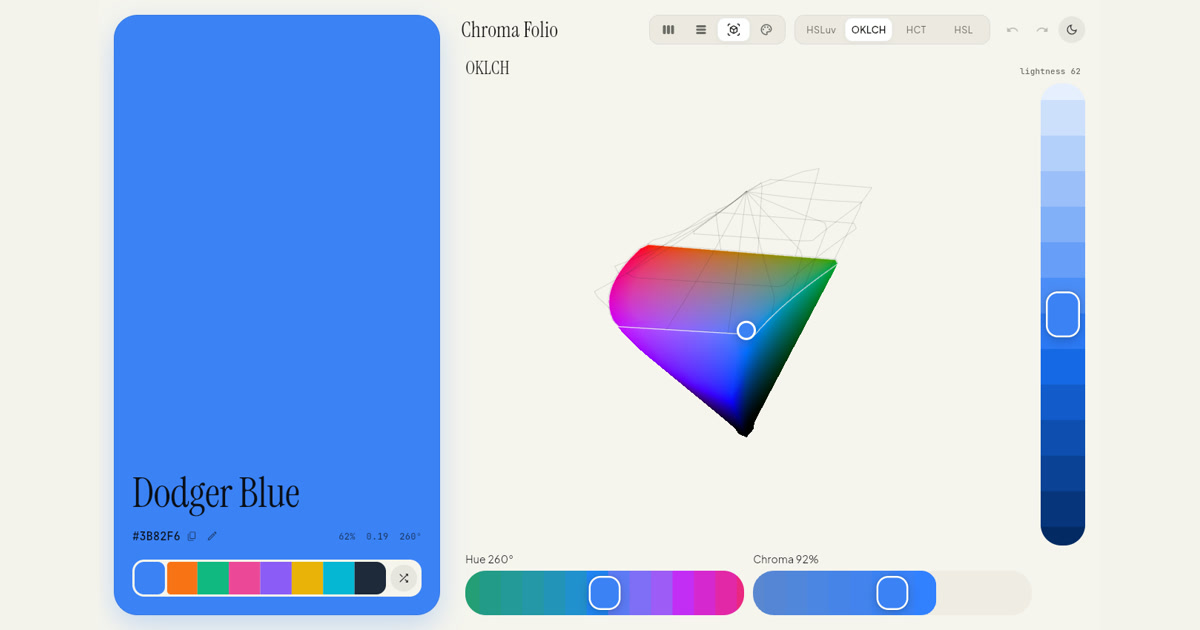 Chroma Folio
HSLuv OKLCH HCT HSL
OKLCH
lightness 62
Dodger Blue
#3B82F6
62% 0.19 260°
Hue 260°
Chroma 92%